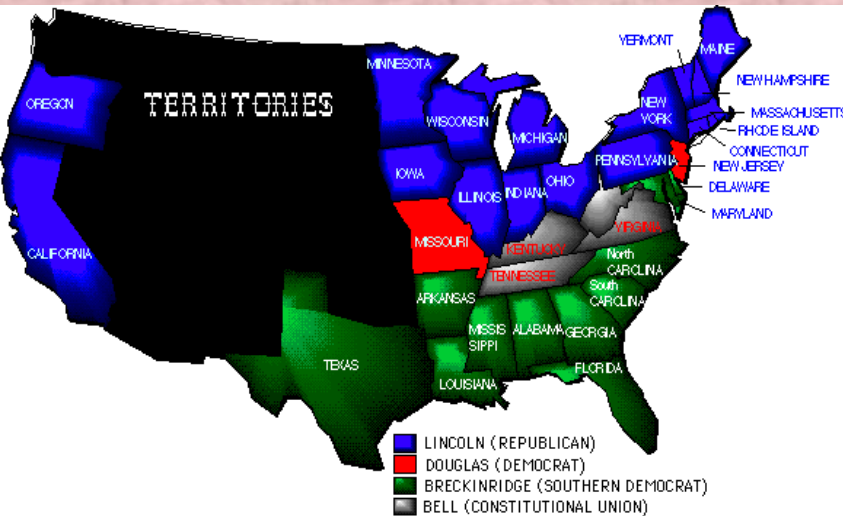 VERMONT
MAINE
MINNESOTA
NEW HAMPSHIRE
OREGON
TERRITORIES
NEW
YORK
MASSACHUSETTS
WISCONSIN
RHODE ISLAND
MICHIGAN
CONNECTICUT
PENNSYLVANIA
NEW JERSEY
IOWA
OHIO
ILLINOIS
INDIANA
DELAWARE
MARYLAND
VIRGINIA
MISSOURI
KENTUCKY
CALIFORNIA
North
CAROLINA
TENNESSEE
South
CAROLINA
ARKANSAS
MISSIS
SIPPI
ALABAMA
GEORGIA
TEXAS
FLORIDA
LOUISIANA
LINCOLN (REPUBLICAN)
DOUGLAS (DEMOCRAT)
BRECKINRIDGE (SOUTHERN DEMOCRAT)
BELL (CONSTITUTIONAL UNION)